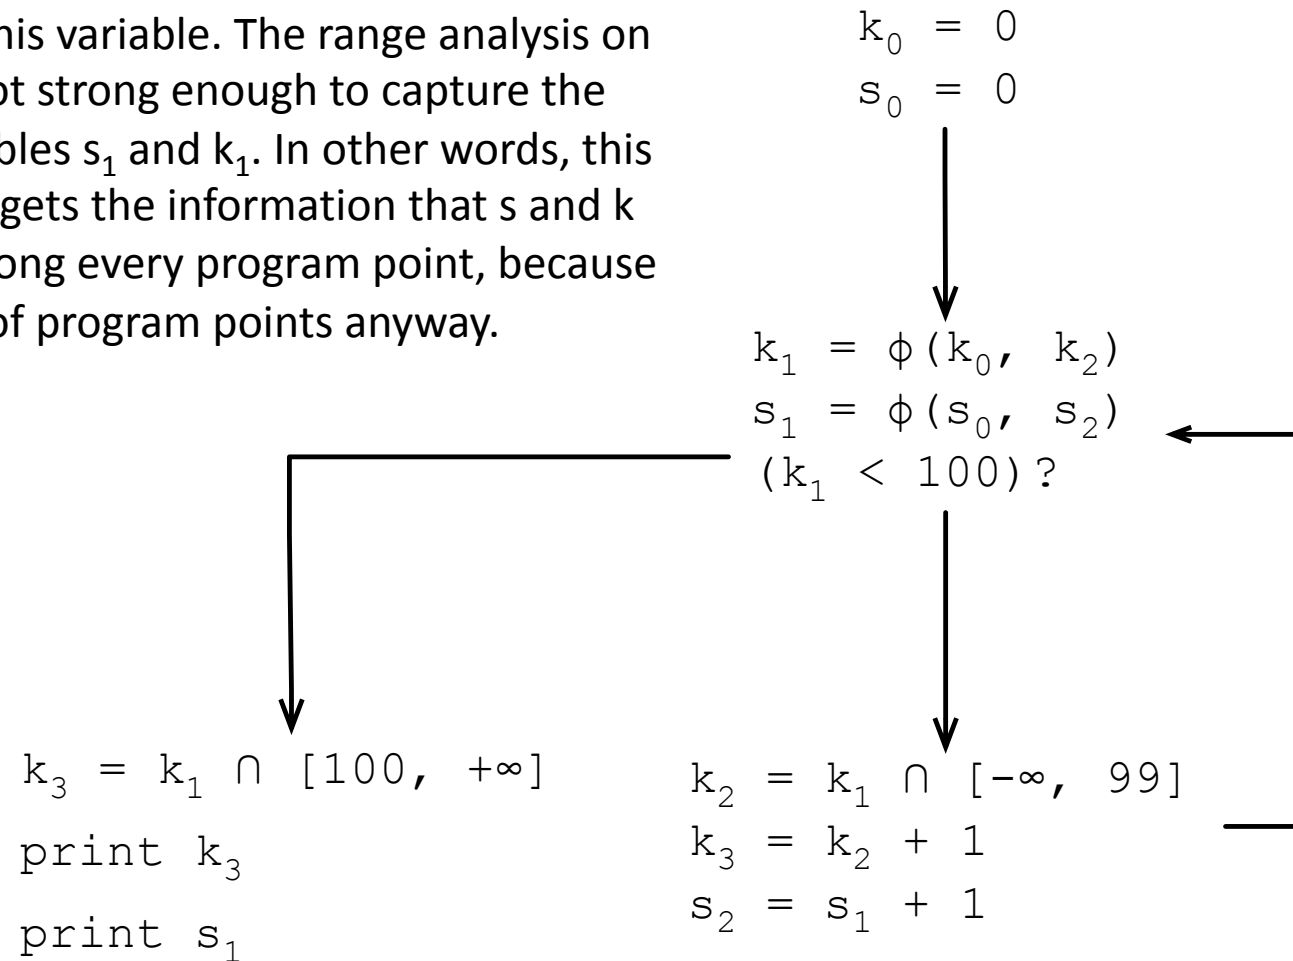 his variable. The range analysis on
ot strong enough to capture the
bles s₁ and k₁. In other words, this
gets the information that s and k
ong every program point, because
of program points anyway.
k₀ = 0
s₀ = 0
k₁ = ϕ(k₀, k₂)
s₁ = ϕ(s₀, s₂)
(k₁ < 100)?
k₃ = k₁ ∩ [100, +∞]
print k₃
print s₁
k₂ = k₁ ∩ [-∞, 99]
k₃ = k₂ + 1
s₂ = s₁ + 1